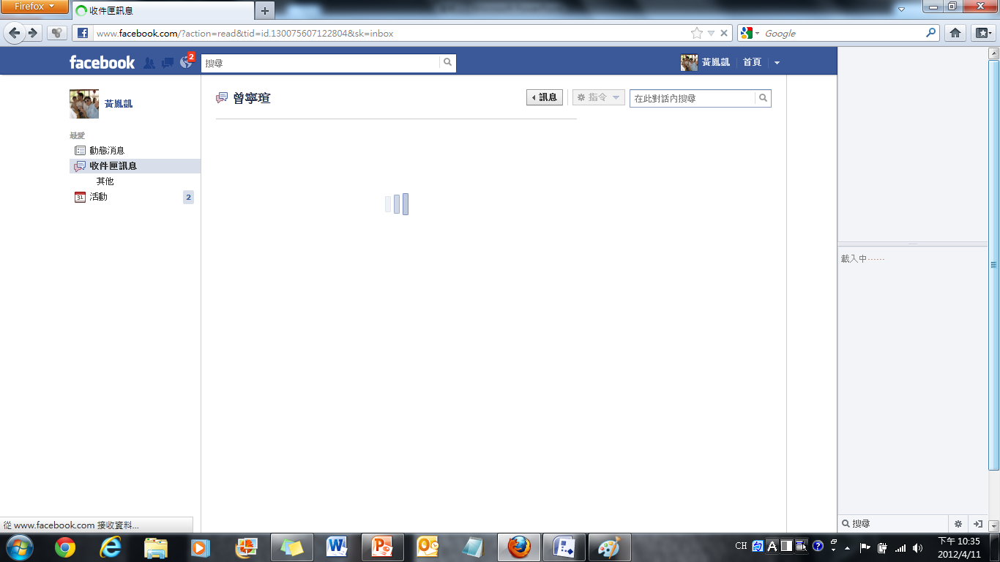 Firefox
收件匣訊息
www.facebook.com/?action=read&tid=id.130075607122804&sk=inbox
Google
facebook
2
搜尋
黃胤凱
首頁
黃胤凱
最愛
動態消息
收件匣訊息
其他
31 活動 2
曾寧瑄
訊息
指令
在此對話內搜尋
載入中……
搜尋
從 www.facebook.com 接收資料...
CH
下午 10:35
2012/4/11